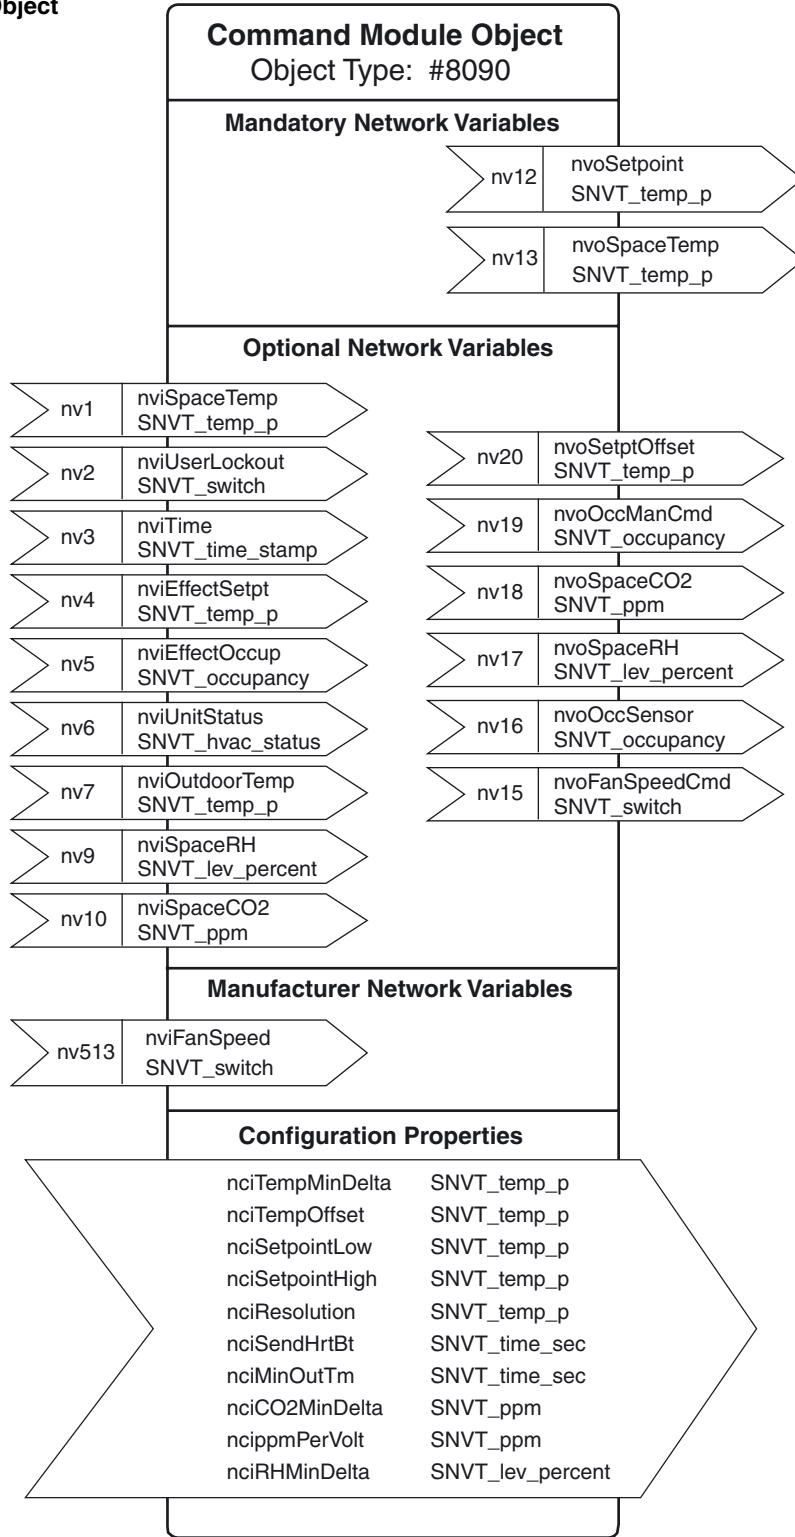 Object
Command Module Object
Object Type: #8090
Mandatory Network Variables
nv12
nvoSetpoint
SNVT_temp_p
nv13
nvoSpaceTemp
SNVT_temp_p
Optional Network Variables
nv1
nviSpaceTemp
SNVT_temp_p
nv2
nviUserLockout
SNVT_switch
nv3
nviTime
SNVT_time_stamp
nv4
nviEffectSetpt
SNVT_temp_p
nv5
nviEffectOccup
SNVT_occupancy
nv6
nviUnitStatus
SNVT_hvac_status
nv7
nviOutdoorTemp
SNVT_temp_p
nv9
nviSpaceRH
SNVT_lev_percent
nv10
nviSpaceCO2
SNVT_ppm
nv20
nvoSetptOffset
SNVT_temp_p
nv19
nvoOccManCmd
SNVT_occupancy
nv18
nvoSpaceCO2
SNVT_ppm
nv17
nvoSpaceRH
SNVT_lev_percent
nv16
nvoOccSensor
SNVT_occupancy
nv15
nvoFanSpeedCmd
SNVT_switch
Manufacturer Network Variables
nv513
nviFanSpeed
SNVT_switch
Configuration Properties
nciTempMinDelta SNVT_temp_p
nciTempOffset SNVT_temp_p
nciSetpointLow SNVT_temp_p
nciSetpointHigh SNVT_temp_p
nciResolution SNVT_temp_p
nciSendHrtBt SNVT_time_sec
nciMinOutTm SNVT_time_sec
nciCO2MinDelta SNVT_ppm
ncippmPerVolt SNVT_ppm
nciRHMinDelta SNVT_lev_percent